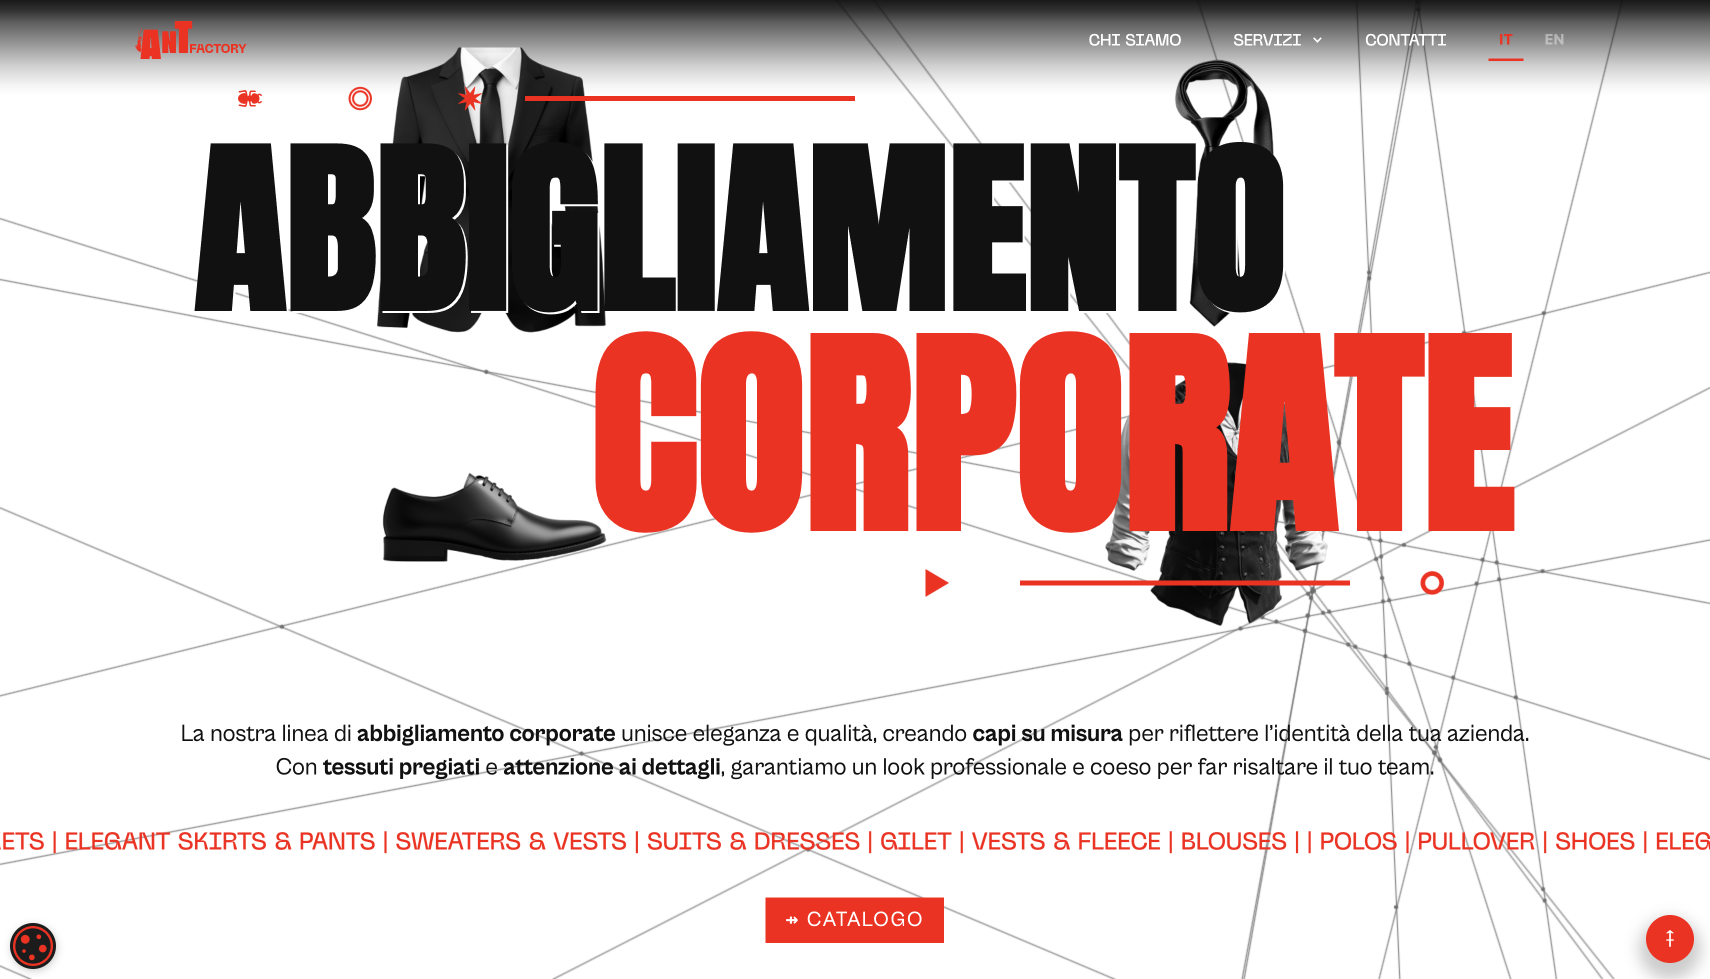 ANT FACTORY
CHI SIAMO SERVIZI CONTATTI IT EN
ABBIGLIAMENTO
CORPORATE
La nostra linea di abbigliamento corporate unisce eleganza e qualità, creando capi su misura per riflettere l'identità della tua azienda.
Con tessuti pregiati e attenzione ai dettagli, garantiamo un look professionale e coeso per far risaltare il tuo team.
ETS | ELEGANT SKIRTS & PANTS | SWEATERS & VESTS | SUITS & DRESSES | GILET | VESTS & FLEECE | BLOUSES | | POLOS | PULLOVER | SHOES | ELEG
CATALOGO